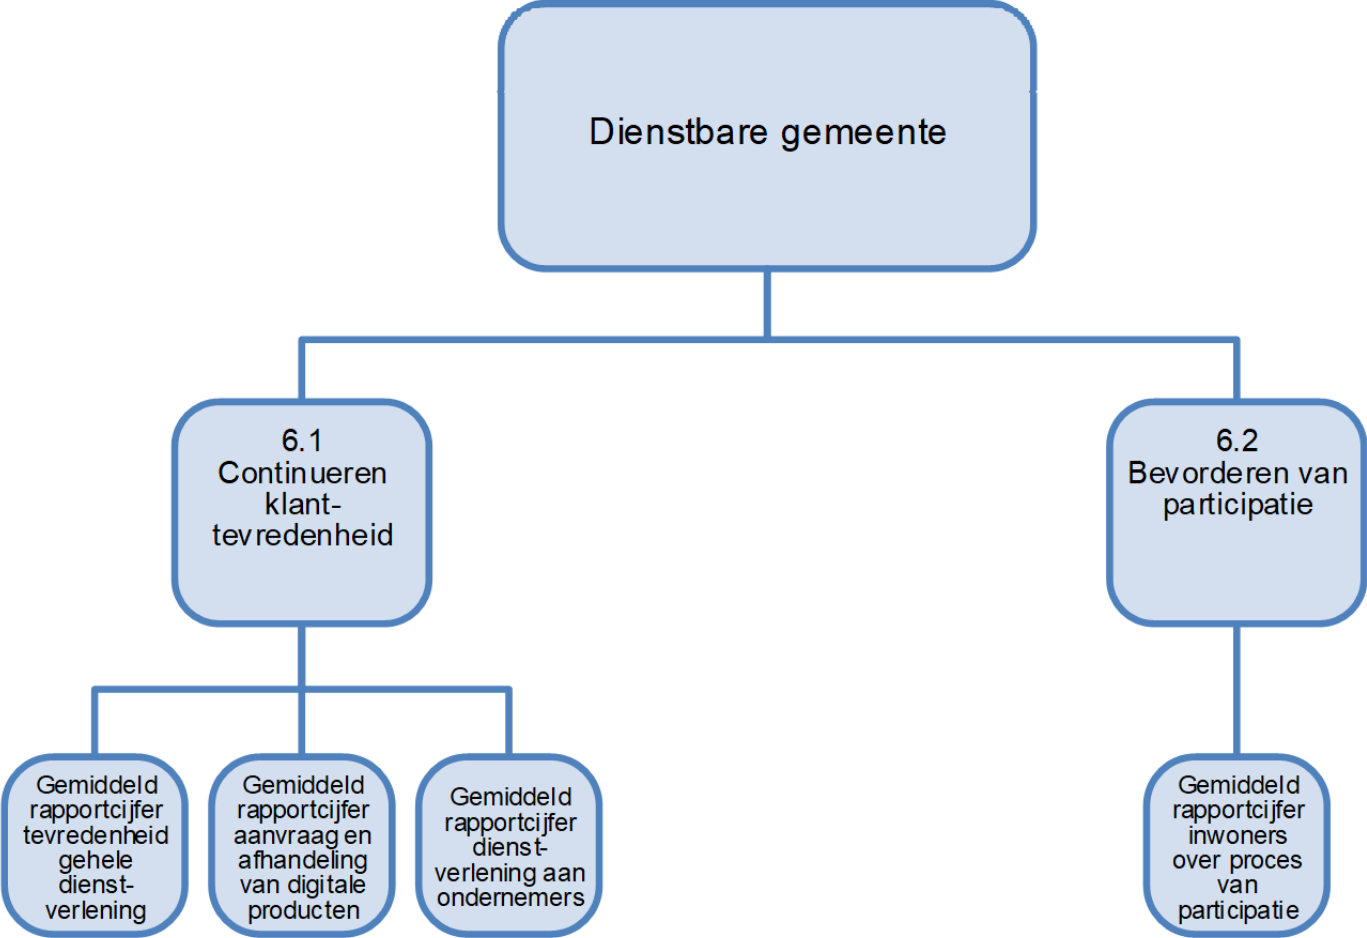 Dienstbare gemeente
6.1
Continueren
klant-
tevredenheid
6.2
Bevorderen van
participatie
Gemiddeld
rapportcijfer
tevredenheid
gehele
dienst-
verlening
Gemiddeld
rapportcijfer
aanvraag en
afhandeling
van digitale
producten
Gemiddeld
rapportcijfer
dienst-
verlening aan
ondernemers
Gemiddeld
rapportcijfer
inwoners
over proces
van
participatie